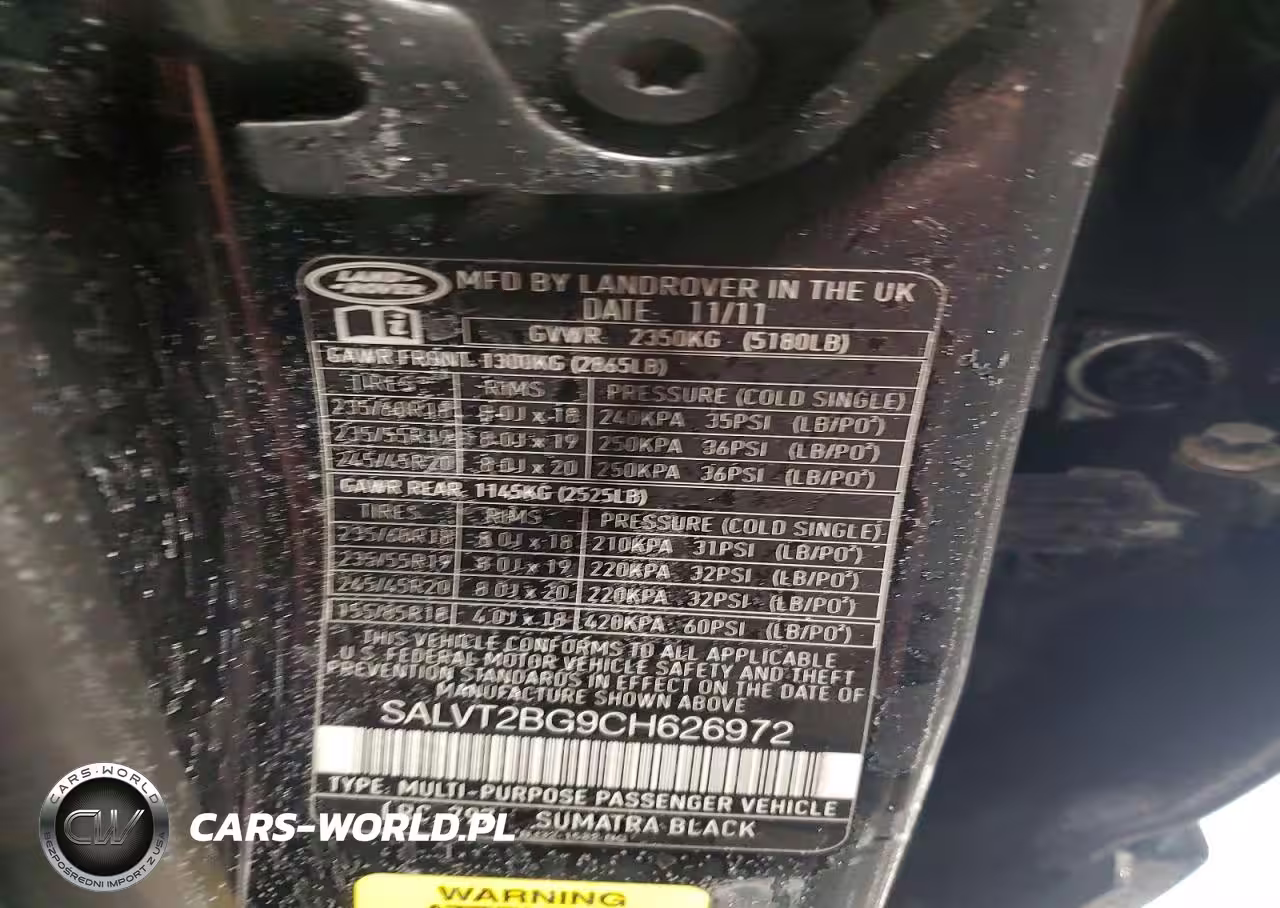 LAND-
-ROVER
MFD BY LANDROVER IN THE UK
DATE 11/11
GVWR 2350KG (5180LB)
GAWR FRONT 1300KG (2865LB)
TIRES RIMS PRESSURE (COLD SINGLE)
235/60R18 8.0J x 18 240KPA 35PSI (LB/PO²)
235/55R19 8.0J x 19 250KPA 36PSI (LB/PO²)
245/45R20 8.0J x 20 250KPA 36PSI (LB/PO²)
GAWR REAR 1145KG (2525LB)
TIRES RIMS PRESSURE (COLD SINGLE)
235/60R18 8.0J x 18 210KPA 31PSI (LB/PO²)
235/55R19 8.0J x 19 220KPA 32PSI (LB/PO²)
245/45R20 8.0J x 20 220KPA 32PSI (LB/PO²)
155/85R18 4.0J x 18 420KPA 60PSI (LB/PO²)
THIS VEHICLE CONFORMS TO ALL APPLICABLE
U.S. FEDERAL MOTOR VEHICLE SAFETY AND THEFT
PREVENTION STANDARDS IN EFFECT ON THE DATE OF
MANUFACTURE SHOWN ABOVE
SALVT2BG9CH626972
TYPE: MULTI-PURPOSE PASSENGER VEHICLE
LRC SUMATRA BLACK
WARNING
CARS-WORLD
CW
BEZPOŚREDNI IMPORT Z USA
CARS-WORLD.PL